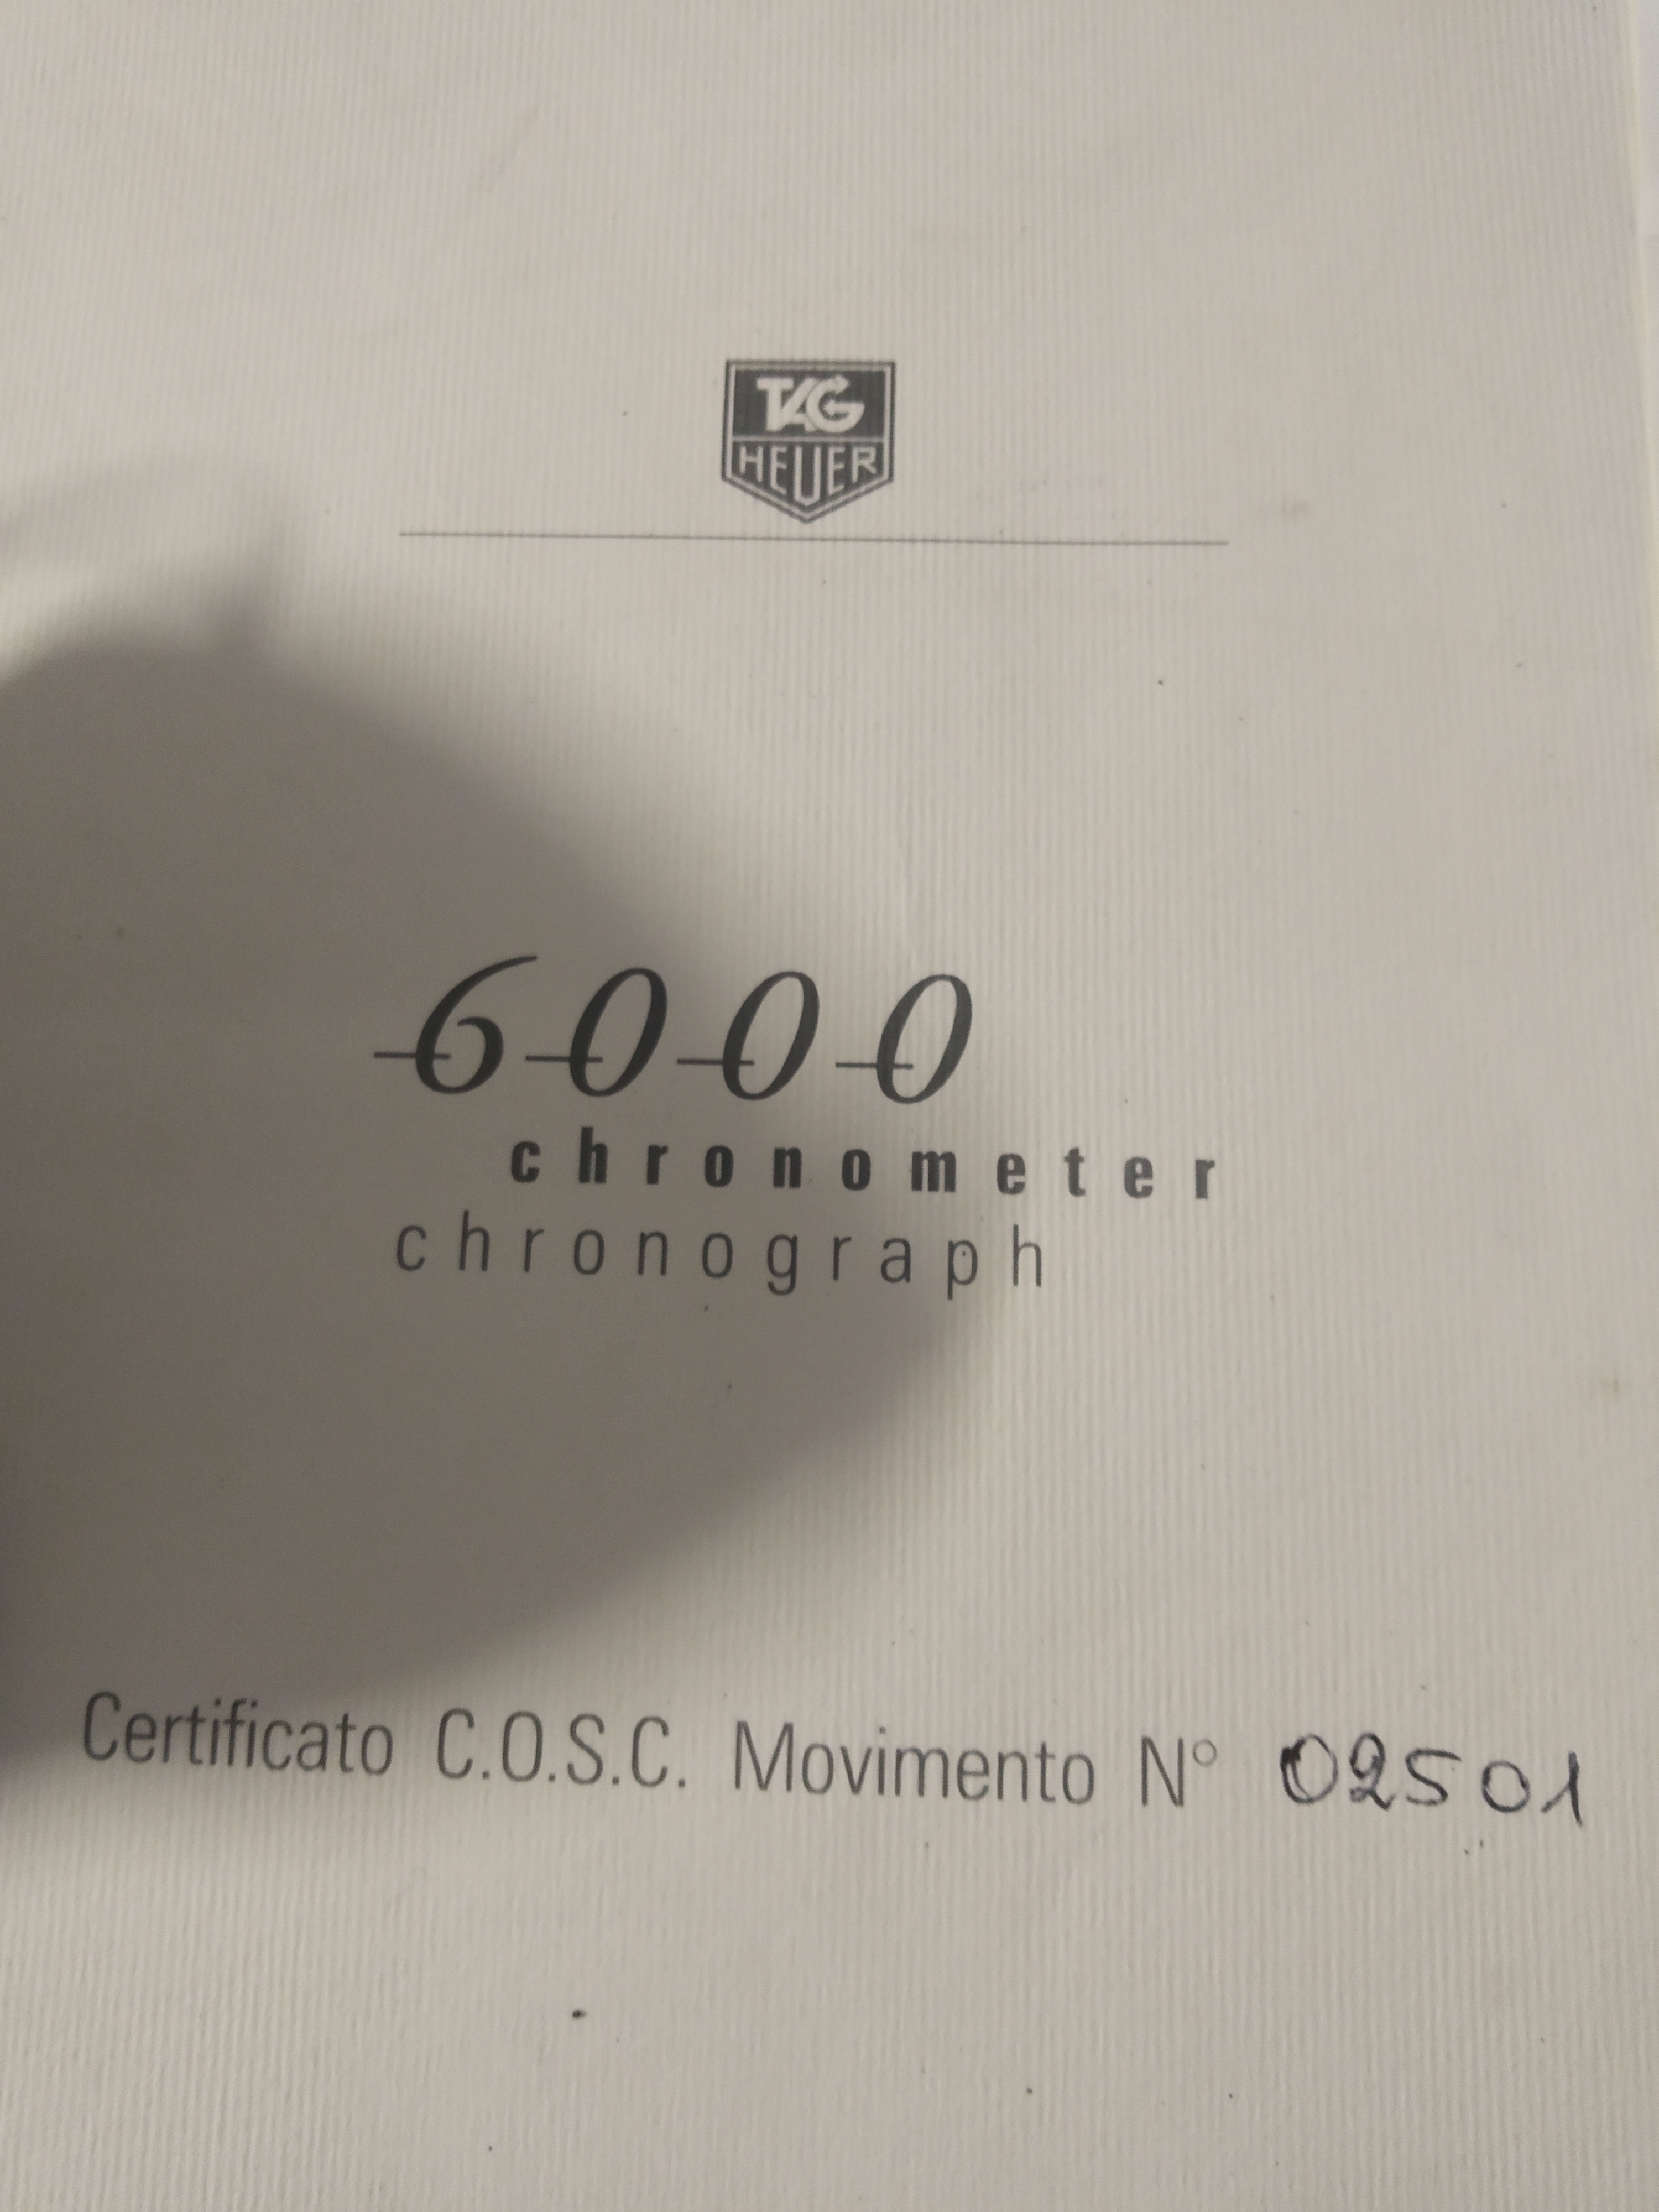 TAG
HEUER
6000
chronometer
chronograph
Certificato C.O.S.C. Movimento N° 02501